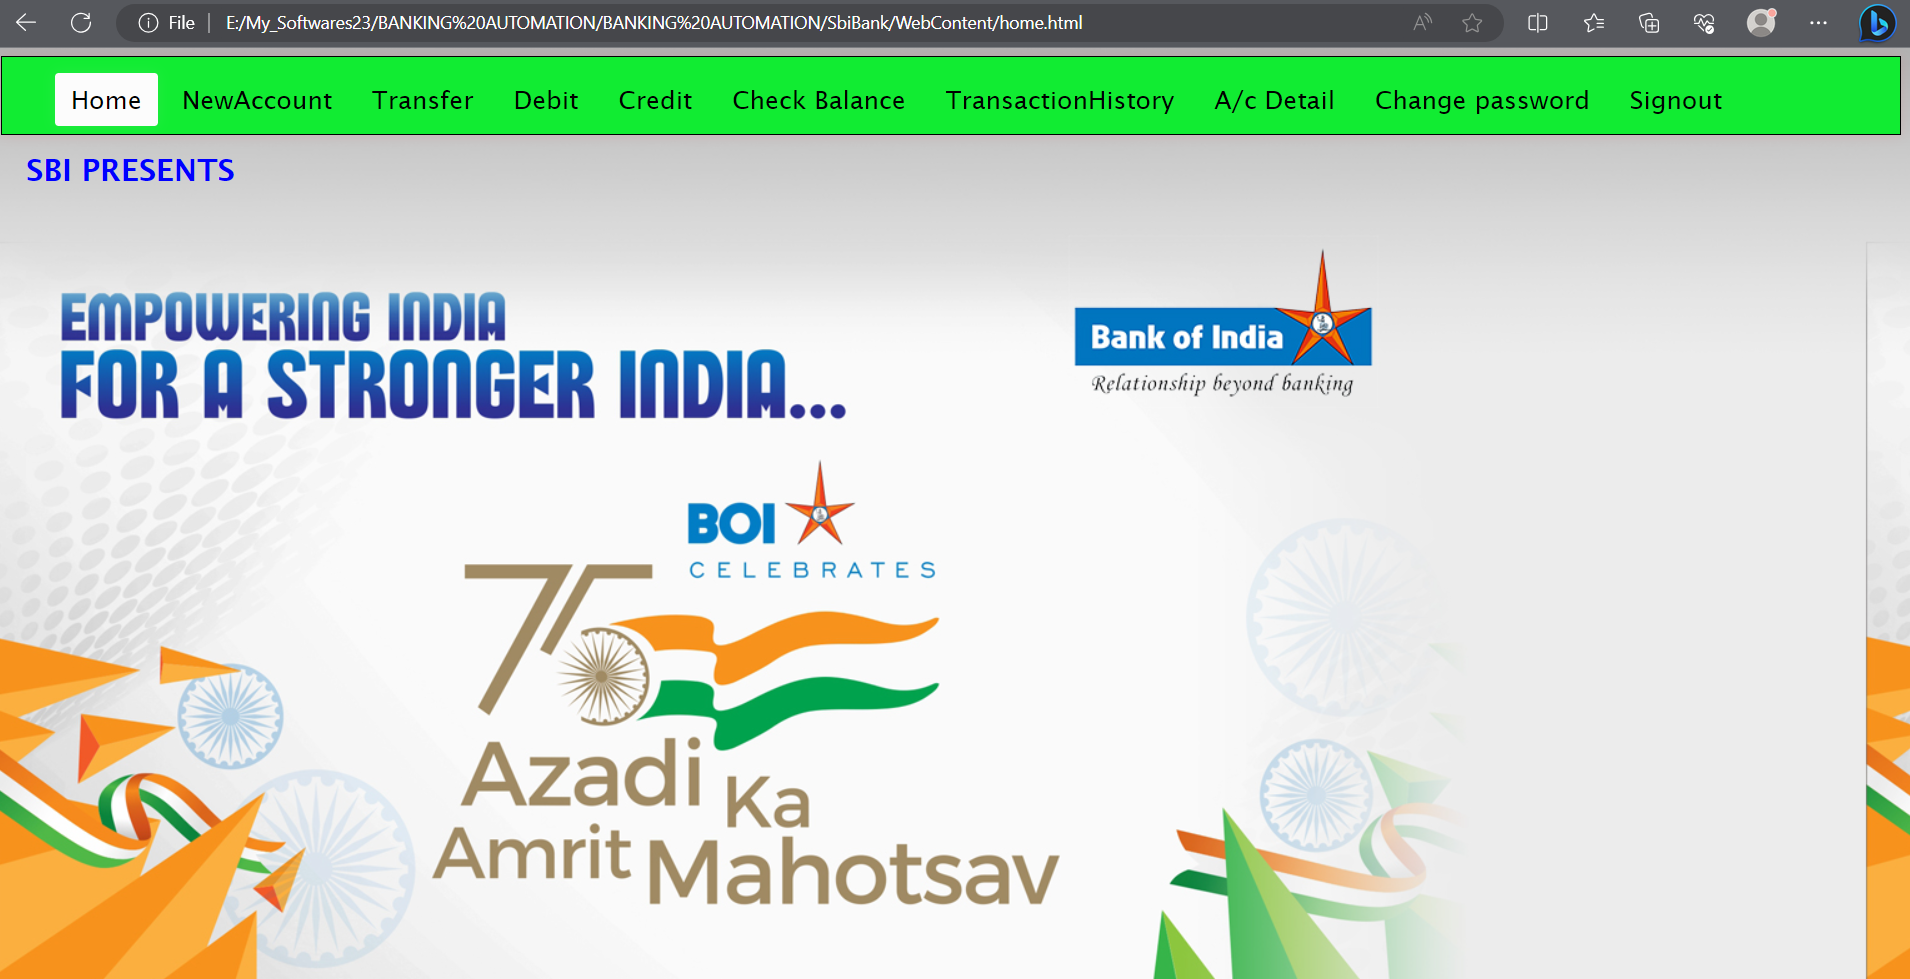 File | E:/My_Softwares23/BANKING%20AUTOMATION/BANKING%20AUTOMATION/SbiBank/WebContent/home.html
Home NewAccount Transfer Debit Credit Check Balance TransactionHistory A/c Detail Change password Signout
SBI PRESENTS
EMPOWERING INDIA
FOR A STRONGER INDIA...
Bank of India
Relationship beyond banking
BOI
CELEBRATES
75
Azadi Ka
Amrit Mahotsav